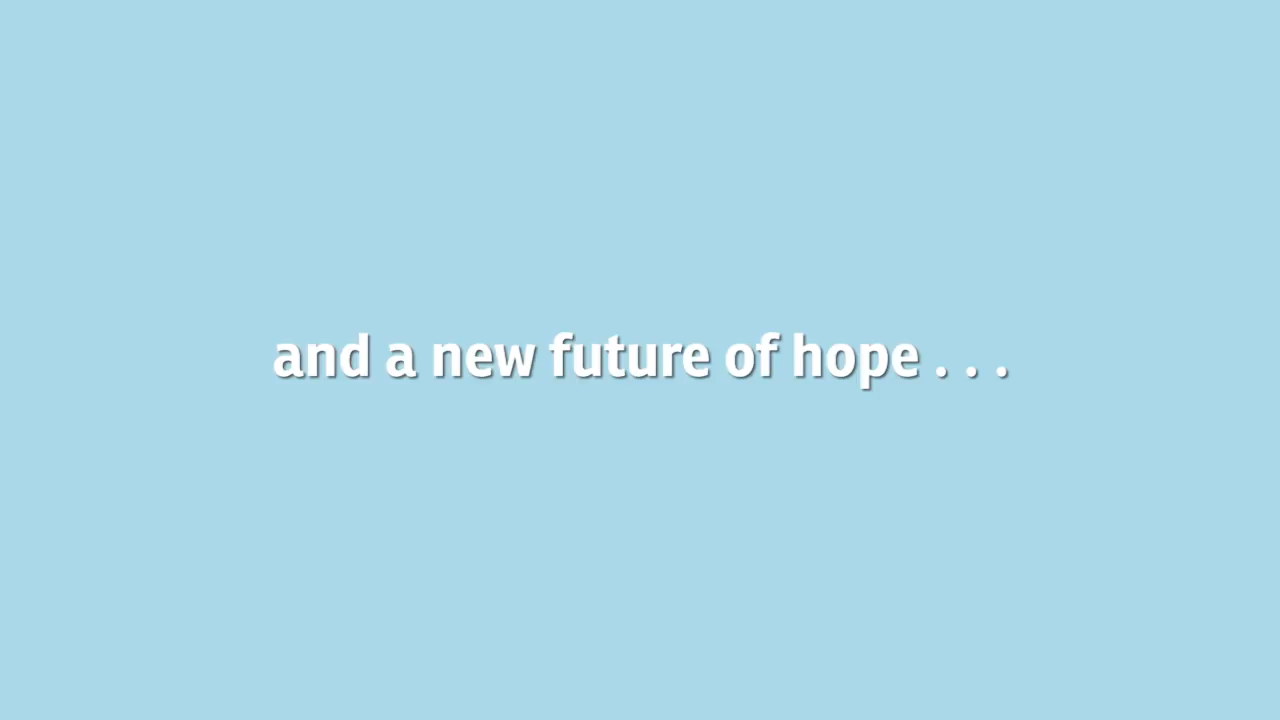 and a new future of hope . . .